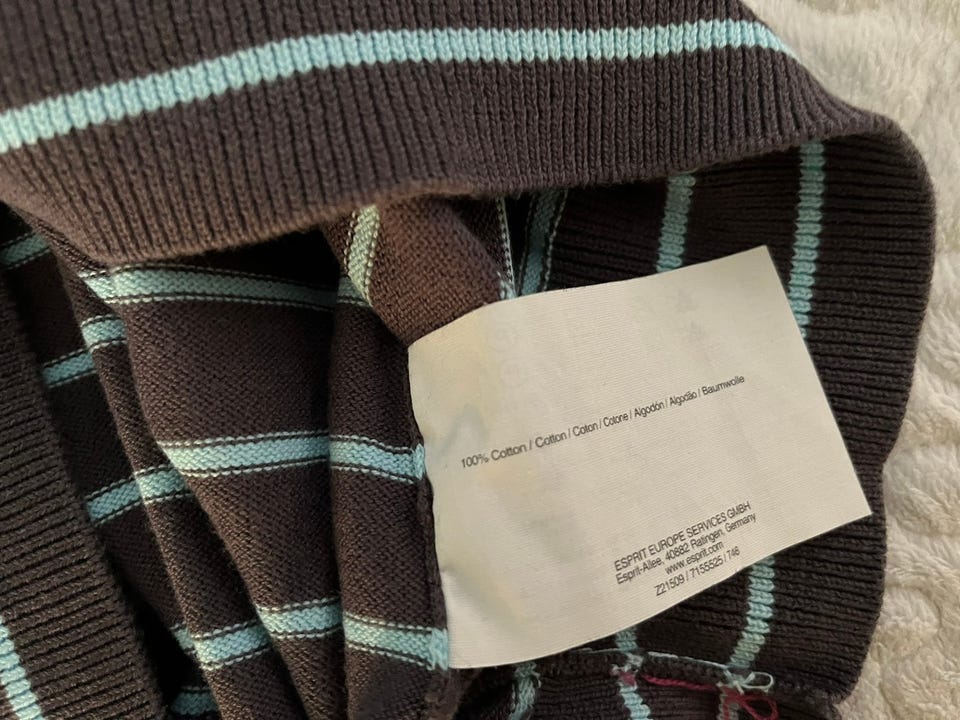 100% Cotton / Cotton / Coton / Cotone / Algodón / Algodão / Baumwolle
ESPRIT EUROPE SERVICES GMBH
Esprit-Allee, 40882 Ratingen, Germany
www.esprit.com
Z21509 / 7155525 / 746